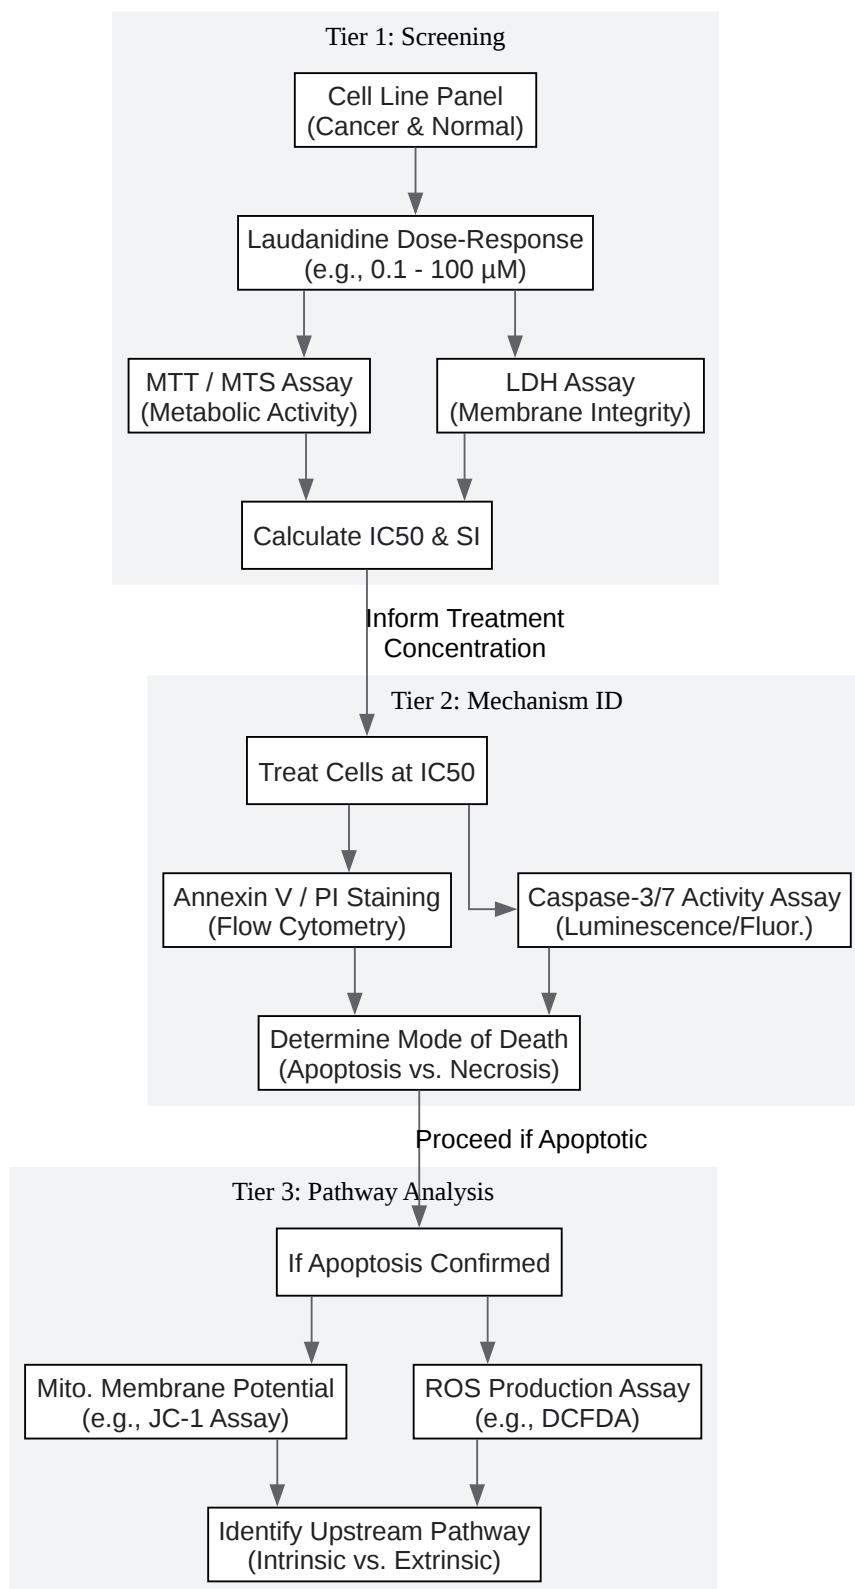 Tier 1: Screening
Cell Line Panel
(Cancer & Normal)
Laudanidine Dose-Response
(e.g., 0.1 - 100 µM)
MTT / MTS Assay
(Metabolic Activity)
LDH Assay
(Membrane Integrity)
Calculate IC50 & SI
Inform Treatment
Concentration
Tier 2: Mechanism ID
Treat Cells at IC50
Annexin V / PI Staining
(Flow Cytometry)
Caspase-3/7 Activity Assay
(Luminescence/Fluor.)
Determine Mode of Death
(Apoptosis vs. Necrosis)
Proceed if Apoptotic
Tier 3: Pathway Analysis
If Apoptosis Confirmed
Mito. Membrane Potential
(e.g., JC-1 Assay)
ROS Production Assay
(e.g., DCFDA)
Identify Upstream Pathway
(Intrinsic vs. Extrinsic)